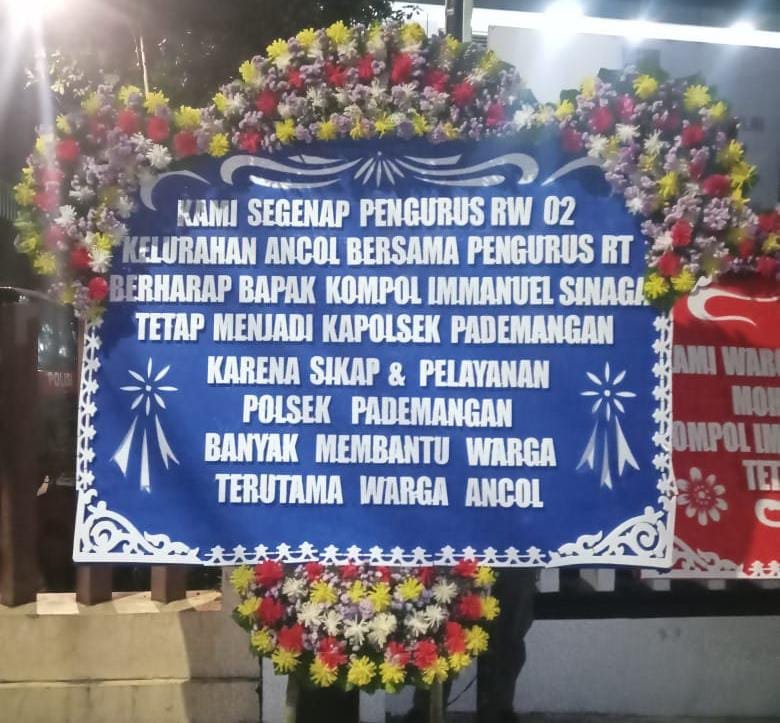 KAMI SEGENAP PENGURUS RW 02
KELURAHAN ANCOL BERSAMA PENGURUS RT
BERHARAP BAPAK KOMPOL IMMANUEL SINAGA
TETAP MENJADI KAPOLSEK PADEMANGAN
KARENA SIKAP & PELAYANAN
POLSEK PADEMANGAN
BANYAK MEMBANTU WARGA
TERUTAMA WARGA ANCOL